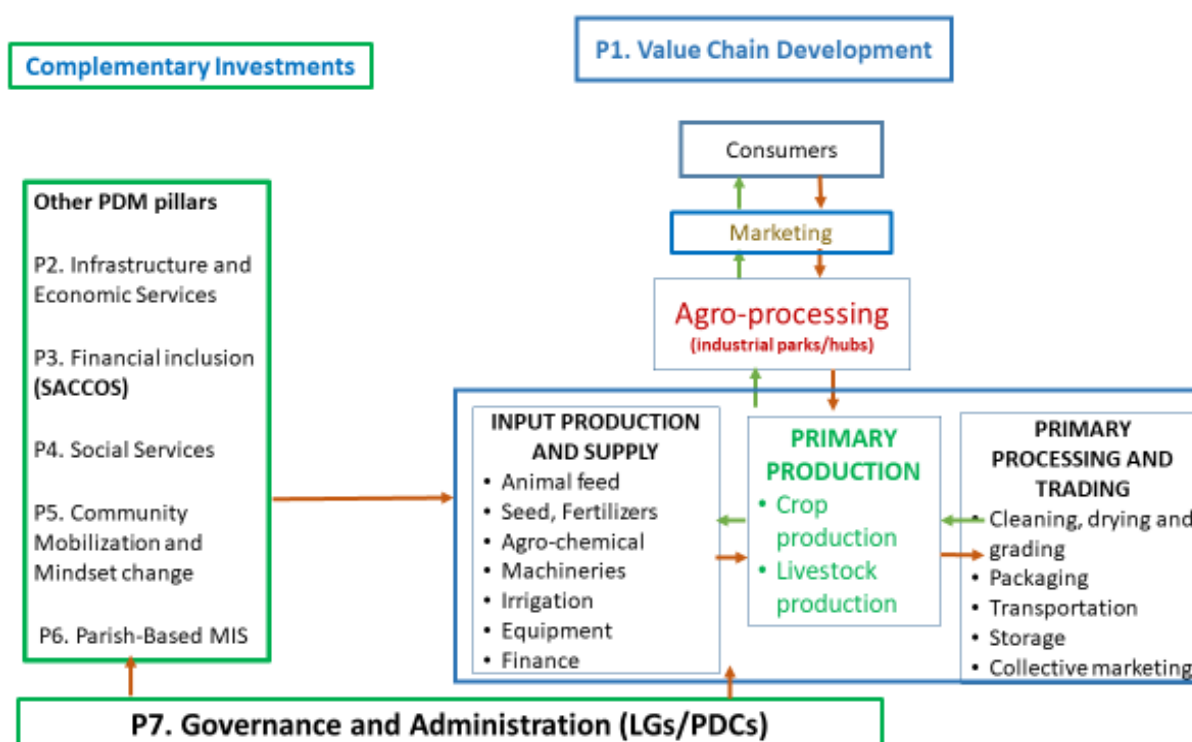 P1. Value Chain Development
Complementary Investments
Consumers
Marketing
Agro-processing
(industrial parks/hubs)
Other PDM pillars
P2. Infrastructure and
Economic Services
P3. Financial inclusion
(SACCOS)
P4. Social Services
P5. Community
Mobilization and
Mindset change
P6. Parish-Based MIS
INPUT PRODUCTION
AND SUPPLY
• Animal feed
• Seed, Fertilizers
• Agro-chemical
• Machineries
• Irrigation
• Equipment
• Finance
PRIMARY
PRODUCTION
• Crop
production
• Livestock
production
PRIMARY
PROCESSING AND
TRADING
• Cleaning, drying and
grading
• Packaging
• Transportation
• Storage
• Collective marketing
P7. Governance and Administration (LGs/PDCs)